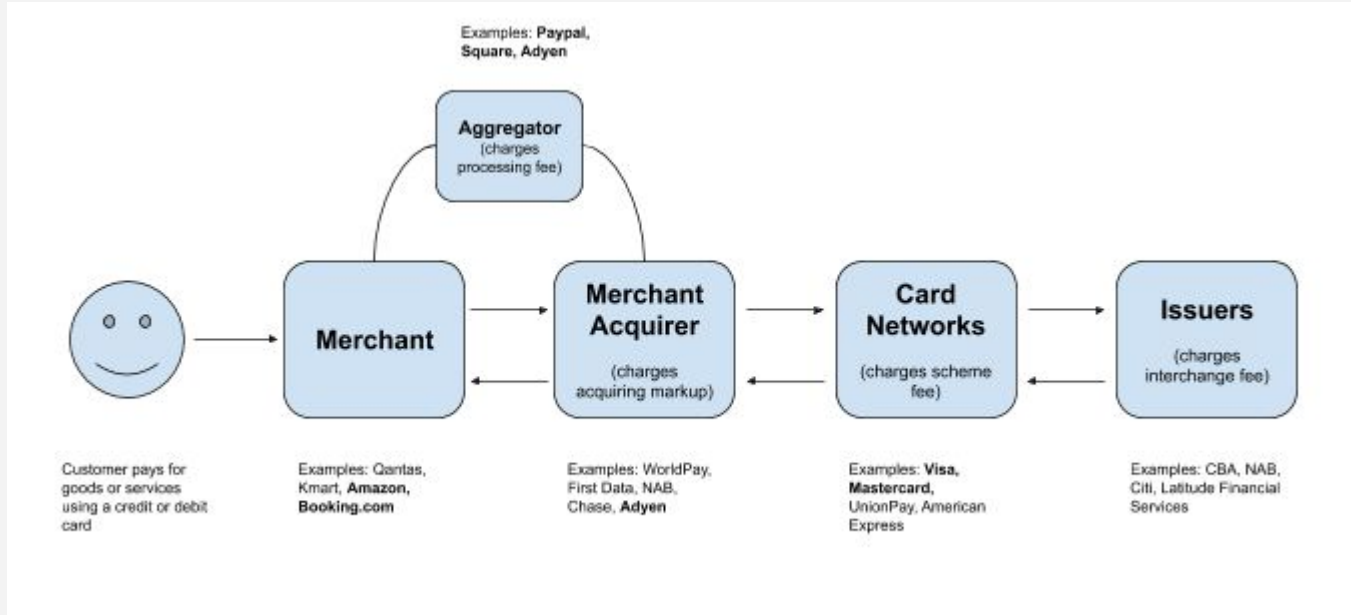 Examples: Paypal,
Square, Adyen
Aggregator
(charges
processing fee)
Merchant
Merchant
Acquirer
(charges
acquiring markup)
Card
Networks
(charges scheme
fee)
Issuers
(charges
interchange fee)
Customer pays for
goods or services
using a credit or debit
card
Examples: Qantas,
Kmart, Amazon,
Booking.com
Examples: WorldPay,
First Data, NAB,
Chase, Adyen
Examples: Visa,
Mastercard,
UnionPay, American
Express
Examples: CBA, NAB,
Citi, Latitude Financial
Services